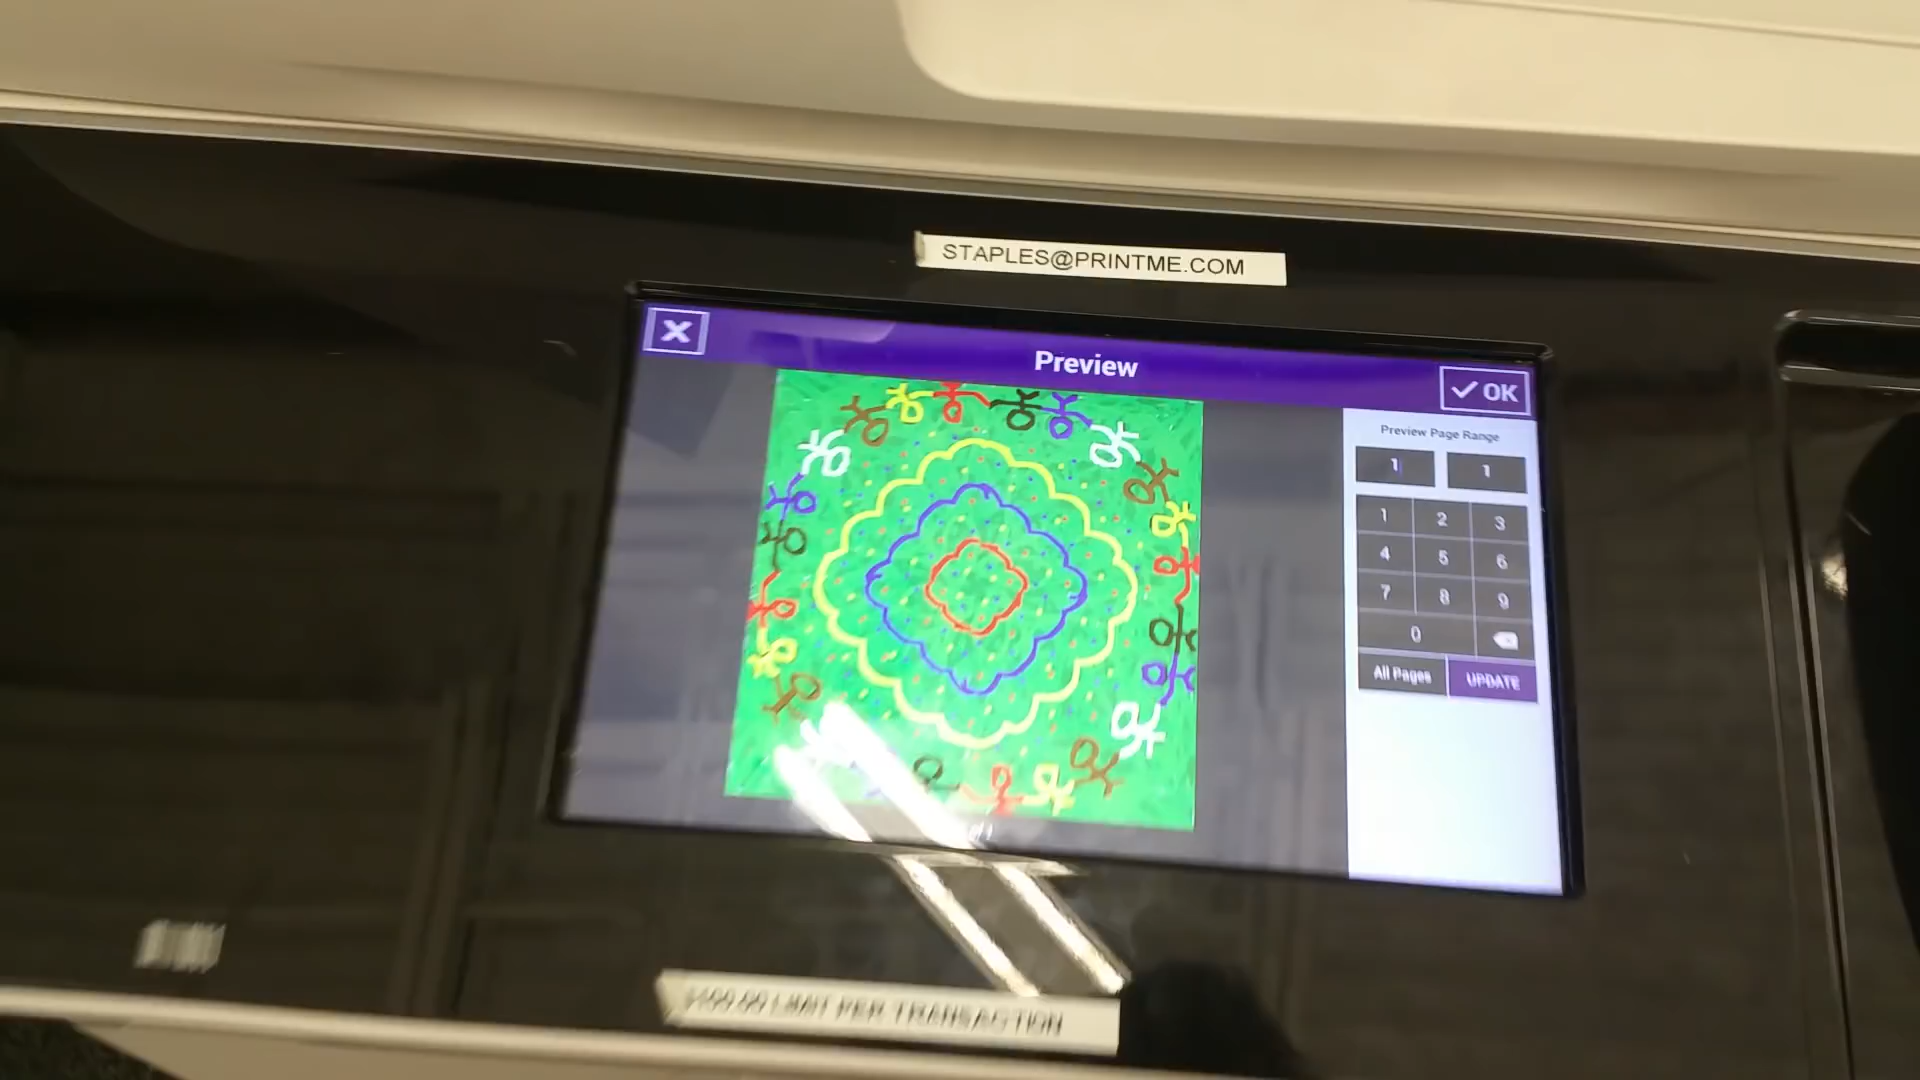 STAPLES@PRINTME.COM
Preview
OK
Preview Page Range
1 1
1 2 3
4 5 6
7 8 9
0
All Pages UPDATE
LIMIT PER TRANSACTION